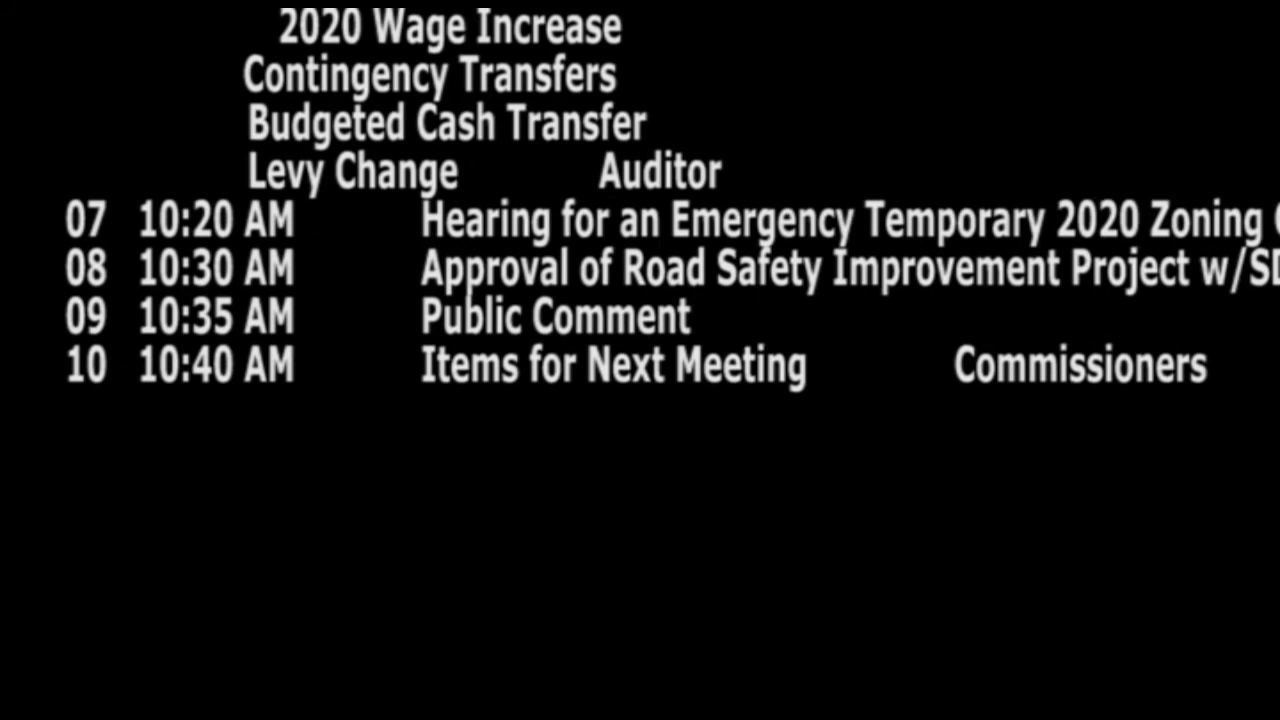 2020 Wage Increase
Contingency Transfers
Budgeted Cash Transfer
Levy Change Auditor
07 10:20 AM Hearing for an Emergency Temporary 2020 Zoning
08 10:30 AM Approval of Road Safety Improvement Project
09 10:35 AM Public Comment
10 10:40 AM Items for Next Meeting Commissioners